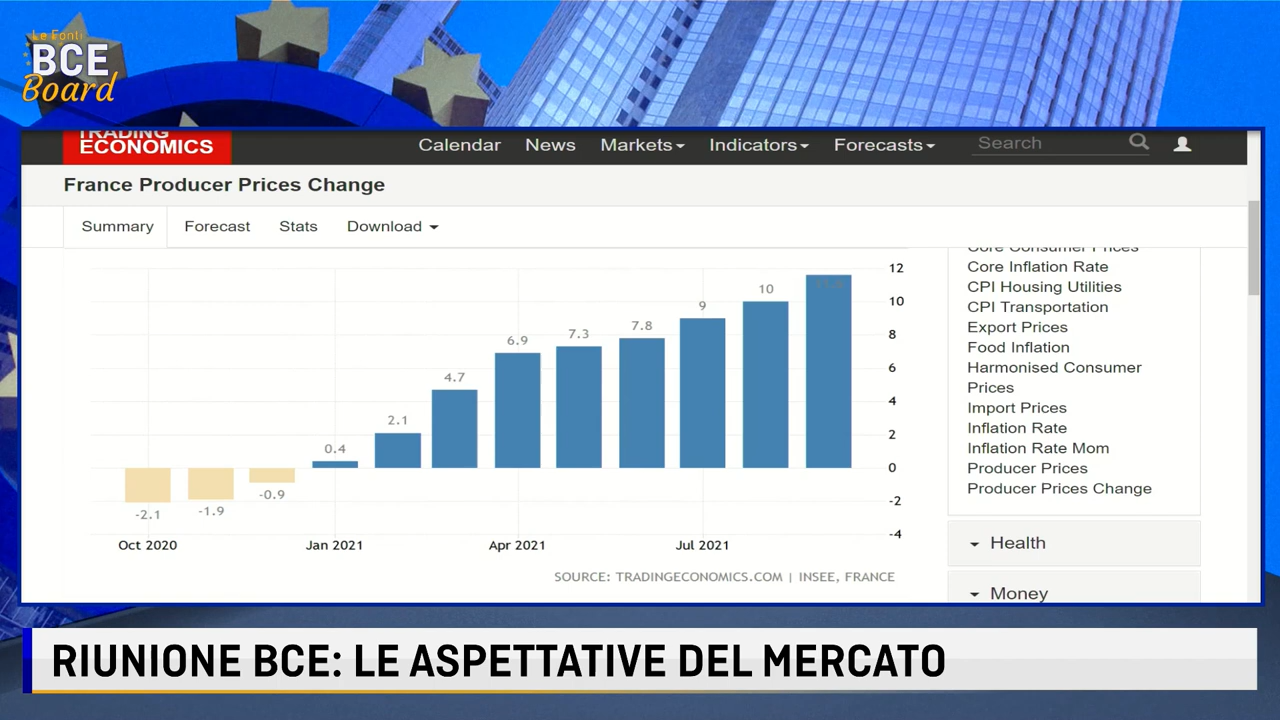 Le Fonti
BCE
Board
TRADING
ECONOMICS
Calendar News Markets Indicators Forecasts Search
France Producer Prices Change
Summary Forecast Stats Download
12
10
8
6
4
2
0
-2
-4
-2.1
-1.9
-0.9
0.4
2.1
4.7
6.9
7.3
7.8
9
10
Oct 2020 Jan 2021 Apr 2021 Jul 2021
SOURCE: TRADINGECONOMICS.COM | INSEE, FRANCE
Core Consumer Prices
Core Inflation Rate
CPI Housing Utilities
CPI Transportation
Export Prices
Food Inflation
Harmonised Consumer
Prices
Import Prices
Inflation Rate
Inflation Rate Mom
Producer Prices
Producer Prices Change
Health
Money
RIUNIONE BCE: LE ASPETTATIVE DEL MERCATO